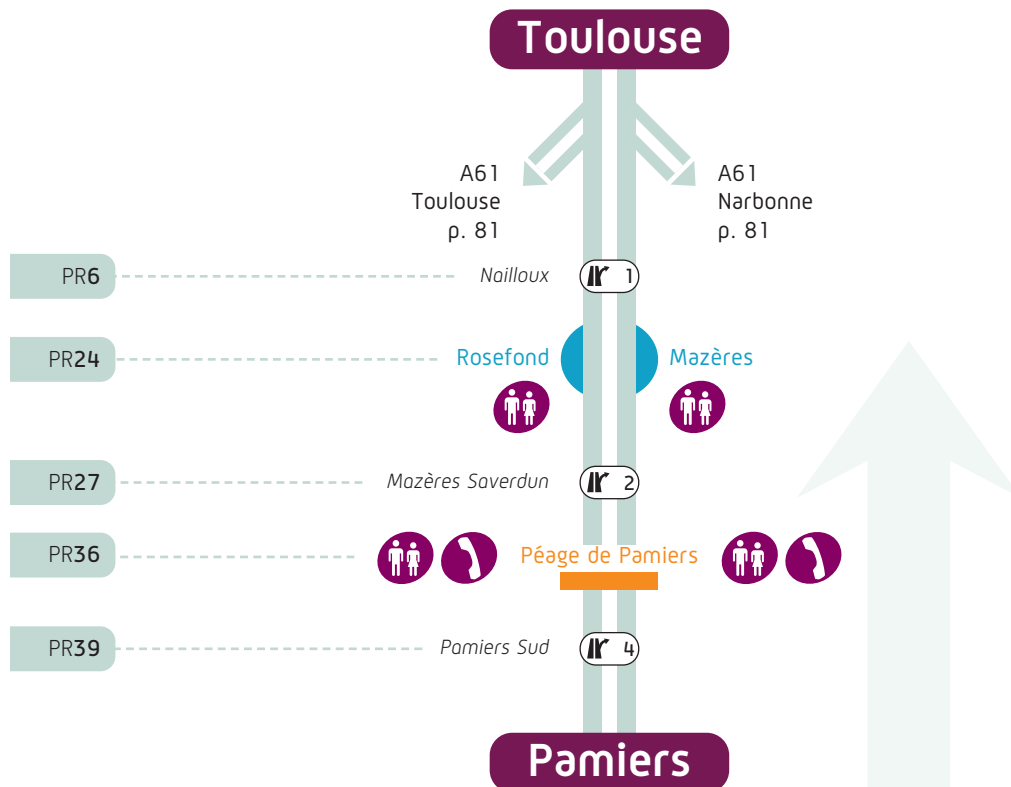 Toulouse
A61
Toulouse
p. 81
A61
Narbonne
p. 81
PR6
Nailloux
1
PR24
Rosefond
Mazères
PR27
Mazères Saverdun
2
PR36
Péage de Pamiers
PR39
Pamiers Sud
4
Pamiers